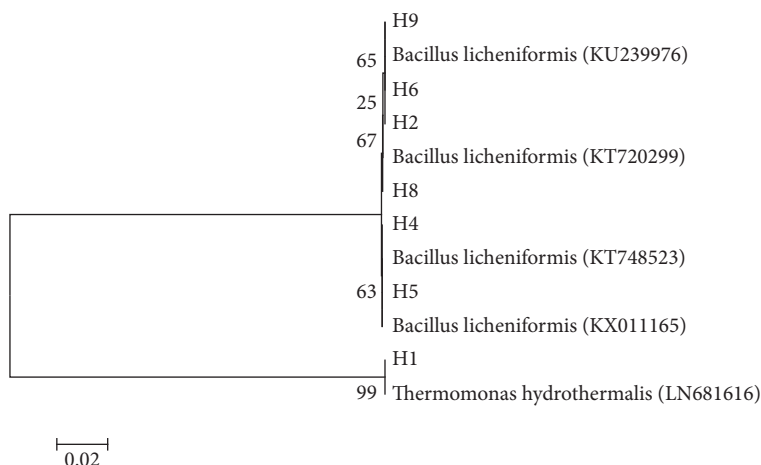 H9
65
Bacillus licheniformis (KU239976)
H6
25
H2
67
Bacillus licheniformis (KT720299)
H8
H4
Bacillus licheniformis (KT748523)
63
H5
Bacillus licheniformis (KX011165)
H1
99
Thermomonas hydrothermalis (LN681616)
0.02